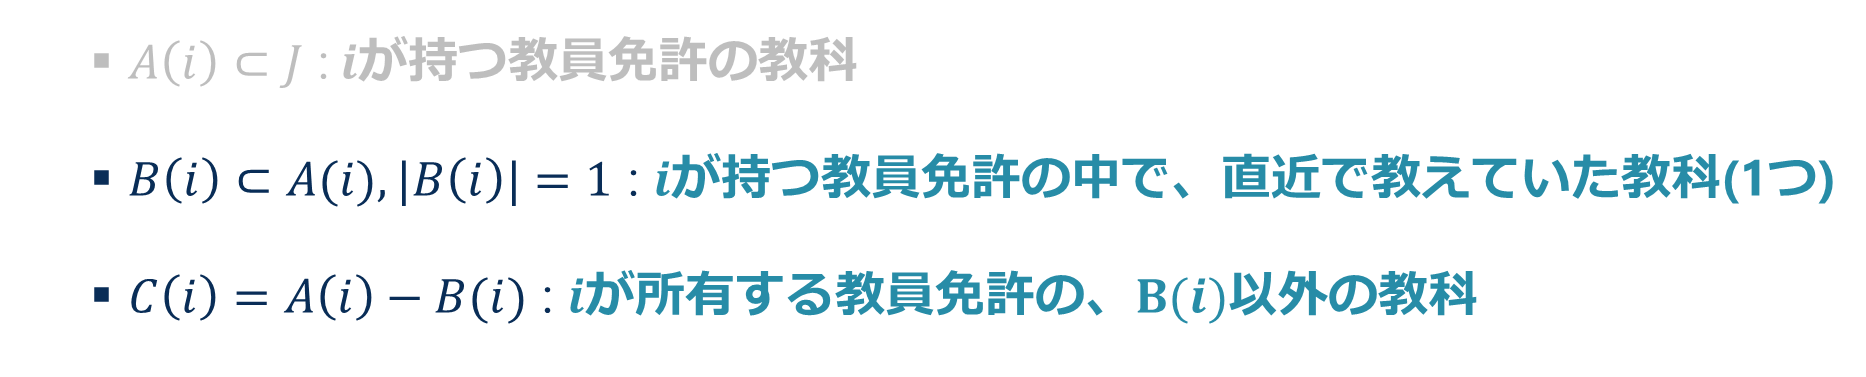 ▪ A(i) ⊂ J : iが持つ教員免許の教科
▪ B(i) ⊂ A(i), |B(i)| = 1 : iが持つ教員免許の中で、直近で教えていた教科(1つ)
▪ C(i) = A(i) − B(i) : iが所有する教員免許の、B(i)以外の教科